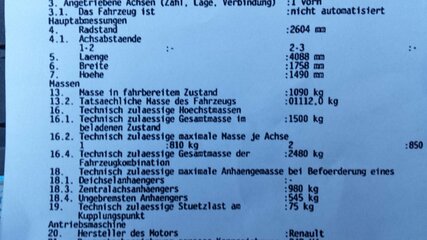 3. Angetriebene Achsen (Zahl, Lage, Verbindung) :1 Vorn
3.1. Das Fahrzeug ist :nicht automatisiert
Hauptabmessungen
4. Radstand :2604 mm
4.1. Achsabstaende
1-2 :- 2-3 :-
5. Laenge :4088 mm
6. Breite :1758 mm
7. Hoehe :1490 mm
Massen
13. Masse in fahrbereitem Zustand :1090 kg
13.2. Tatsaechliche Masse des Fahrzeugs :01112.0 kg
16. Technisch zulaessige Hoechstmassen
16.1. Technisch zulaessige Gesamtmasse im :1500 kg
beladenen Zustand
16.2. Technisch zulaessige maximale Masse je Achse
1 :810 kg 2 :850
16.4. Technisch zulaessige Gesamtmasse der :2480 kg
Fahrzeugkombination
18. Technisch zulaessige maximale Anhaengemasse bei Befoerderung eines
18.1. Deichselanhaengers :-
18.3. Zentralachsanhaengers :980 kg
18.4. Ungebremsten Anhaengers :545 kg
19. Technisch zulaessige Stuetzlast am :75 kg
Kupplungspunkt
Antriebsmaschine
20. Hersteller des Motors :Renault